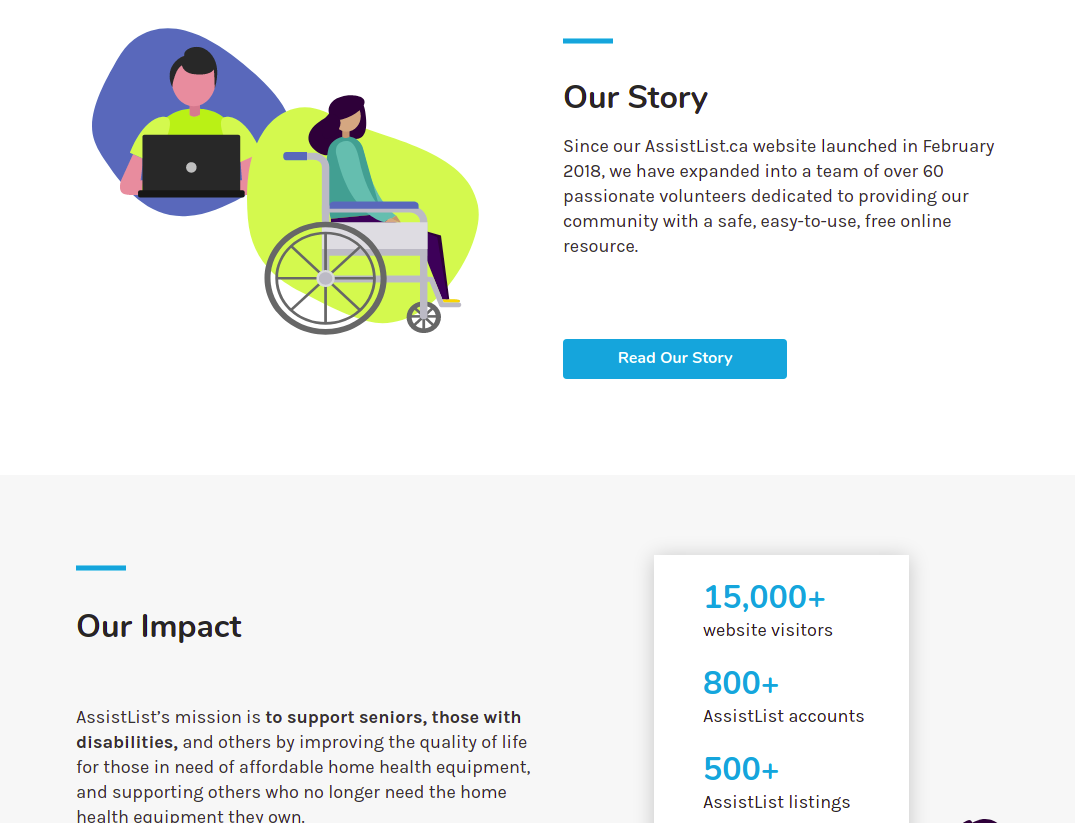 Our Story
Since our AssistList.ca website launched in February
2018, we have expanded into a team of over 60
passionate volunteers dedicated to providing our
community with a safe, easy-to-use, free online
resource.
Read Our Story
Our Impact
AssistList’s mission is to support seniors, those with
disabilities, and others by improving the quality of life
for those in need of affordable home health equipment,
and supporting others who no longer need the home
health equipment they own.
15,000+
website visitors
800+
AssistList accounts
500+
AssistList listings